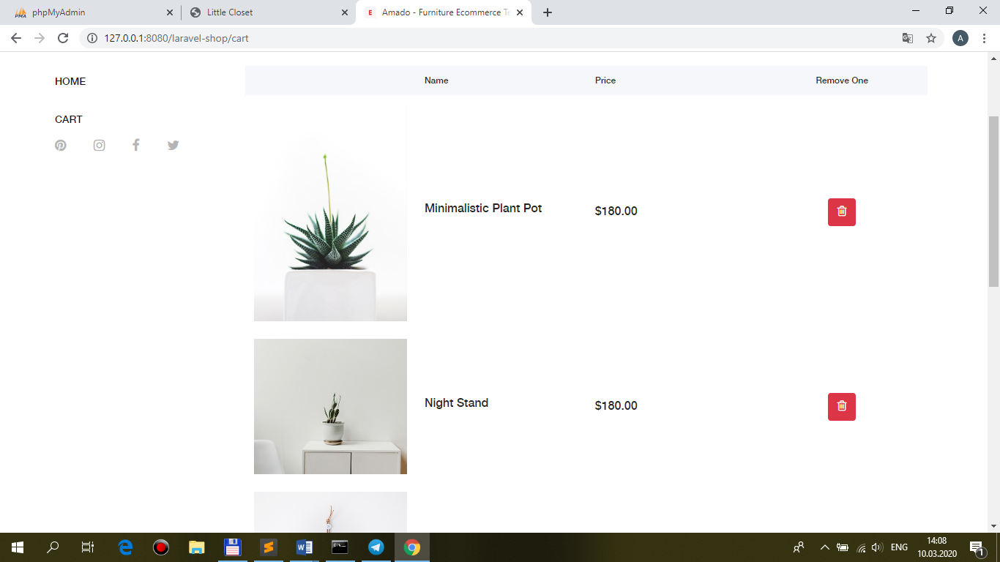 phpMyAdmin
Little Closet
Amado - Furniture Ecommerce Te
127.0.0.1:8080/laravel-shop/cart
A
HOME
CART
Name Price Remove One
Minimalistic Plant Pot $180.00
Night Stand $180.00
ENG
14:08
10.03.2020
1